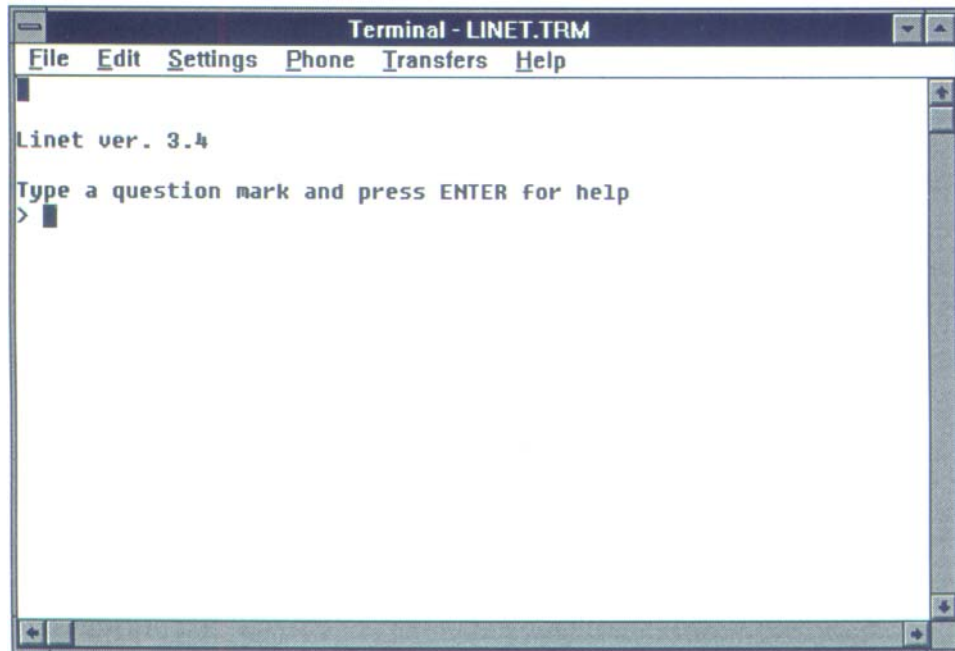 Terminal - LINET.TRM
File Edit Settings Phone Transfers Help
Linet ver. 3.4
Type a question mark and press ENTER for help
>